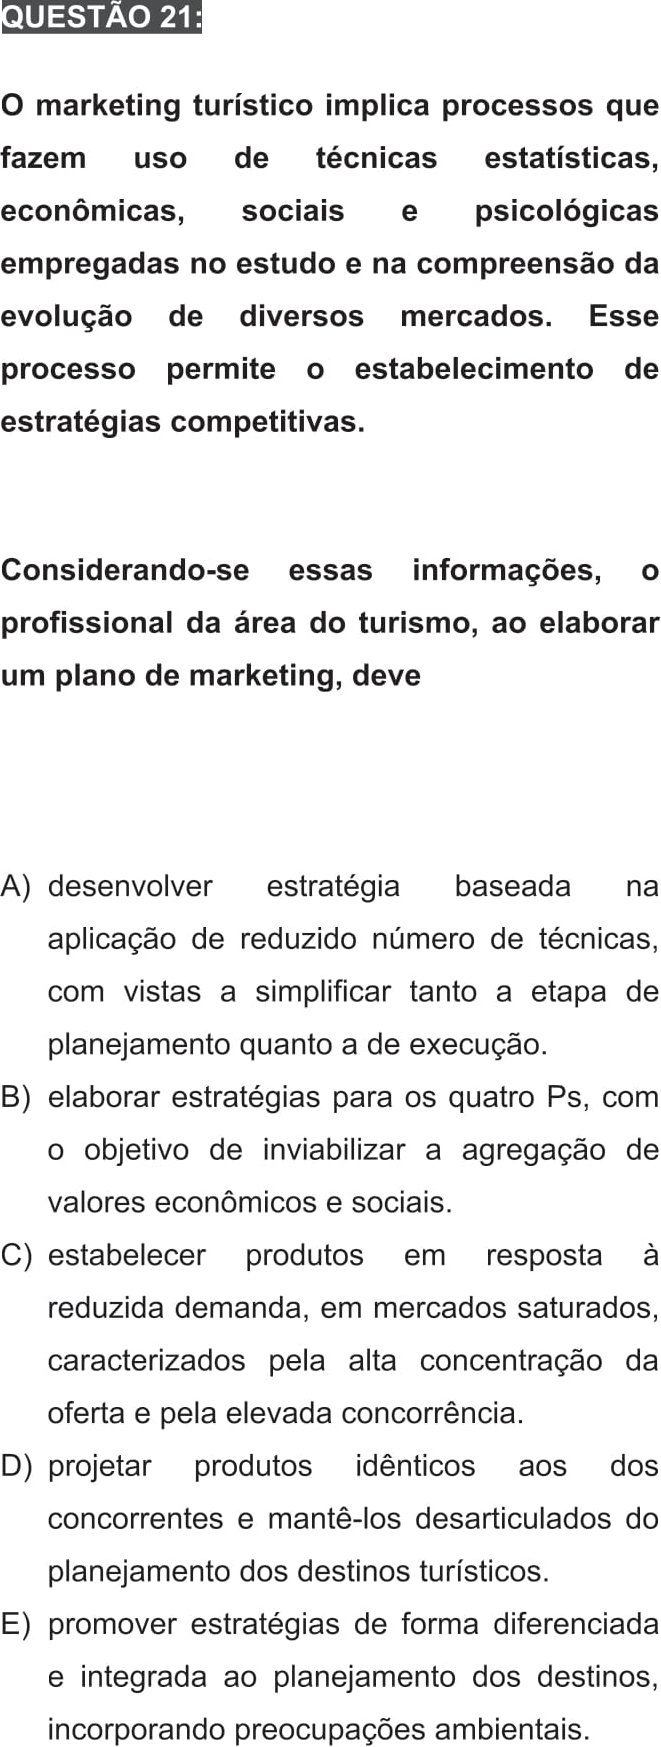 QUESTÃO 21:
O marketing turístico implica processos que
fazem uso de técnicas estatísticas,
econômicas, sociais e psicológicas
empregadas no estudo e na compreensão da
evolução de diversos mercados. Esse
processo permite o estabelecimento de
estratégias competitivas.
Considerando-se essas informações, o
profissional da área do turismo, ao elaborar
um plano de marketing, deve
A) desenvolver estratégia baseada na
aplicação de reduzido número de técnicas,
com vistas a simplificar tanto a etapa de
planejamento quanto a de execução.
B) elaborar estratégias para os quatro Ps, com
o objetivo de inviabilizar a agregação de
valores econômicos e sociais.
C) estabelecer produtos em resposta à
reduzida demanda, em mercados saturados,
caracterizados pela alta concentração da
oferta e pela elevada concorrência.
D) projetar produtos idênticos aos dos
concorrentes e mantê-los desarticulados do
planejamento dos destinos turísticos.
E) promover estratégias de forma diferenciada
e integrada ao planejamento dos destinos,
incorporando preocupações ambientais.